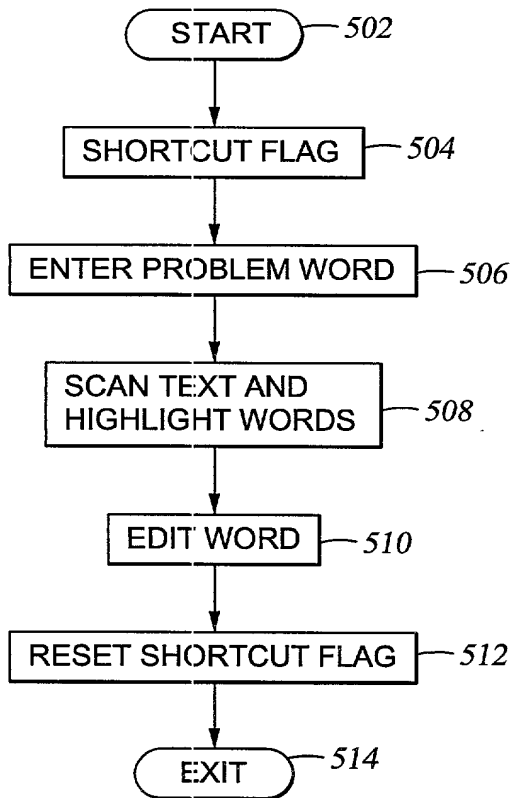 START 502
SHORTCUT FLAG 504
ENTER PROBLEM WORD 506
SCAN TEXT AND
HIGHLIGHT WORDS 508
EDIT WORD 510
RESET SHORTCUT FLAG 512
EXIT 514